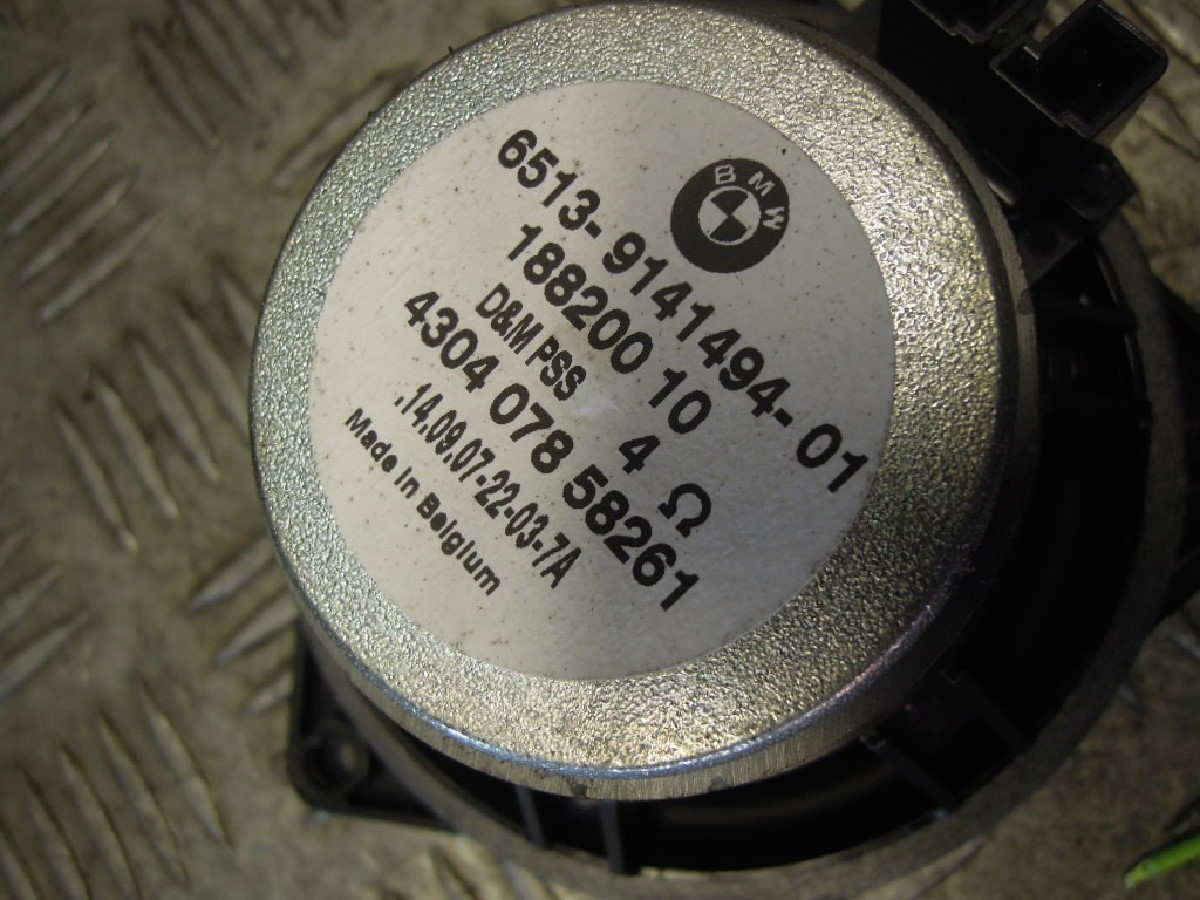 BMW
6513-9141494-01
188200 10
D&M PSS 4 Ω
4304 078 58261
.14.09.07-22-03-7A
Made In Belgium